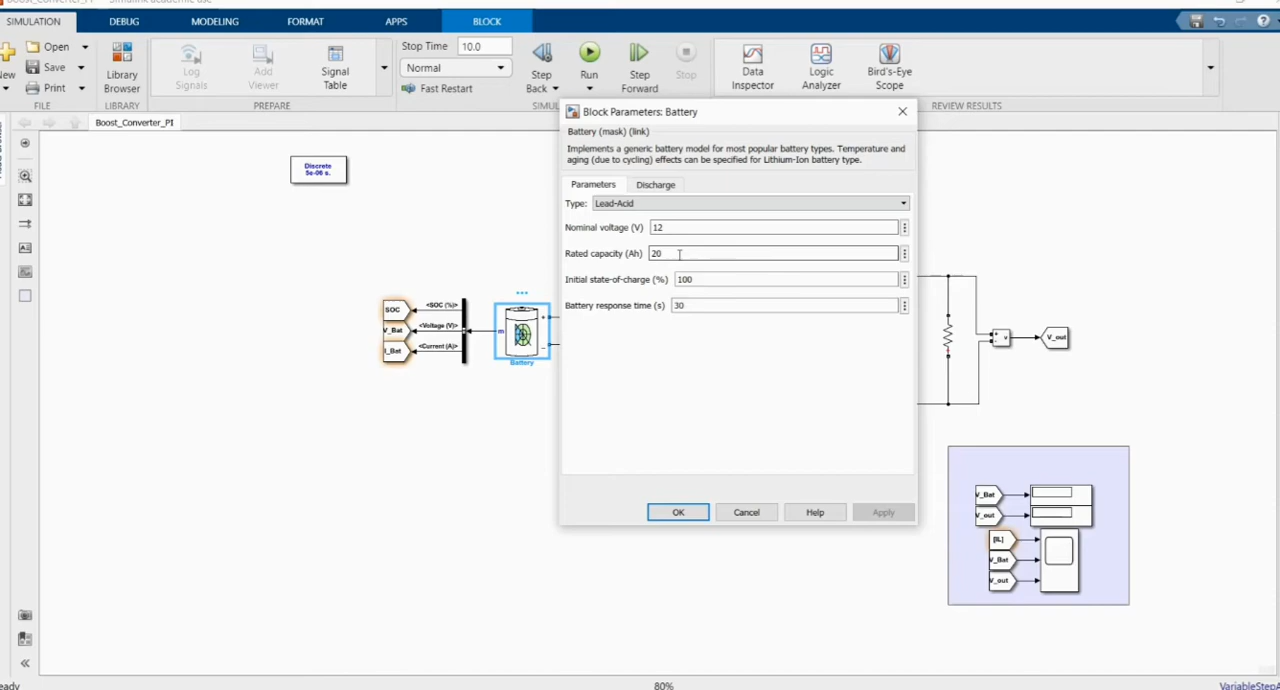 SIMULATION
DEBUG
MODELING
FORMAT
APPS
BLOCK
Open
Save
Print
FILE
Library
Browser
LIBRARY
Log
Signals
Add
Viewer
Signal
Table
PREPARE
Stop Time 10.0
Normal
Fast Restart
Step
Back
Run
Step
Forward
Stop
Data
Inspector
Logic
Analyzer
Bird's-Eye
Scope
REVIEW RESULTS
Boost_Converter_PI
Discrete
5e-06 s.
Block Parameters: Battery
Battery (mask) (link)
Implements a generic battery model for most popular battery types. Temperature and
aging (due to cycling) effects can be specified for Lithium-Ion battery type.
Parameters Discharge
Type: Lead-Acid
Nominal voltage (V) 12
Rated capacity (Ah) 20
Initial state-of-charge (%) 100
Battery response time (s) 30
OK Cancel Help Apply
SOC <SOC (%)>
V_Bat <Voltage (V)>
I_Bat <Current (A)>
m
+
Battery
v
V_out
V_Bat
V_out
[IL]
V_Bat
V_out
80%